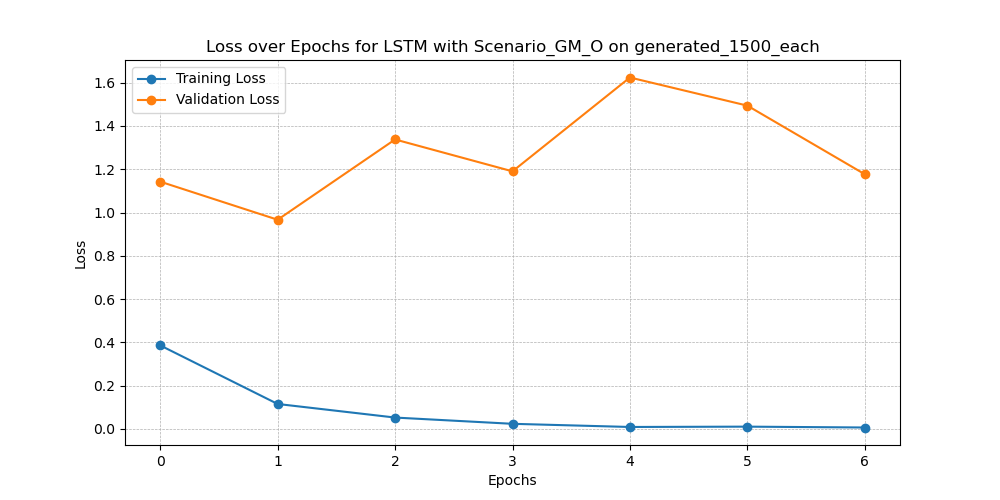 Loss over Epochs for LSTM with Scenario_GM_O on generated_1500_each
Training Loss
Validation Loss
1.6
1.4
1.2
1.0
0.8
0.6
0.4
0.2
0.0
Loss
0 1 2 3 4 5 6
Epochs